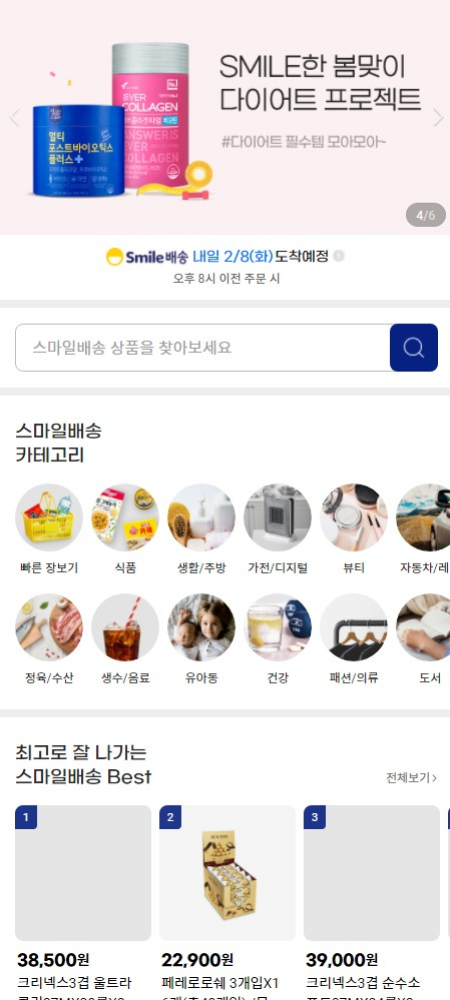 SMILE한 봄맞이
다이어트 프로젝트
#다이어트 필수템 모아모아~
EVER
COLLAGEN
ANSWER IS
EVER
COLLAGEN
멀티
포스트바이오틱스
플러스+
4/6
Smile배송 내일 2/8(화)도착예정
오후 8시 이전 주문 시
스마일배송 상품을 찾아보세요
스마일배송
카테고리
빠른 장보기 식품 생활/주방 가전/디지털 뷰티 자동차/레
정육/수산 생수/음료 유아동 건강 패션/의류 도서
최고로 잘 나가는
스마일배송 Best
전체보기
1 2 3
38,500원 22,900원 39,000원
크리넥스3겹 울트라 페레로로쉐 3개입X1 크리넥스3겹 순수소